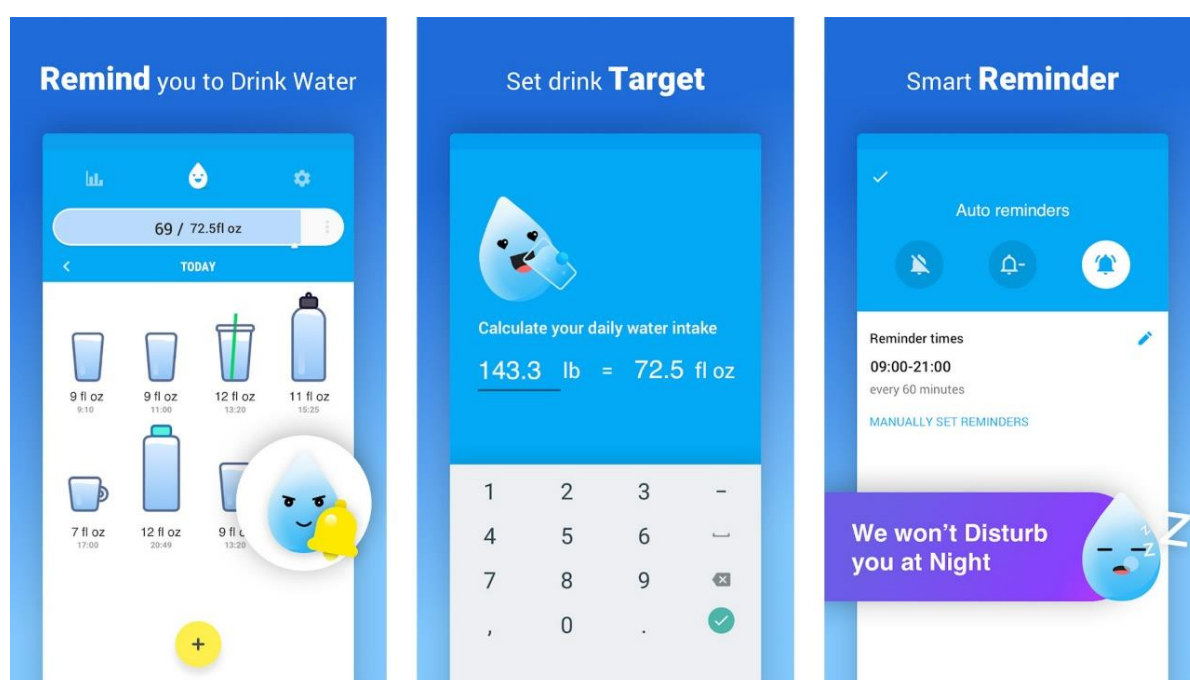 Remind you to Drink Water
69 / 72.5fl oz
TODAY
9 fl oz
9:10
9 fl oz
11:00
12 fl oz
13:20
11 fl oz
15:25
7 fl oz
17:00
12 fl oz
20:49
9 fl
13:20
+
Set drink Target
Calculate your daily water intake
143.3 lb = 72.5 fl oz
1 2 3 -
4 5 6
7 8 9
, 0 .
Smart Reminder
Auto reminders
Reminder times
09:00-21:00
every 60 minutes
MANUALLY SET REMINDERS
We won't Disturb
you at Night
z
Z
Z